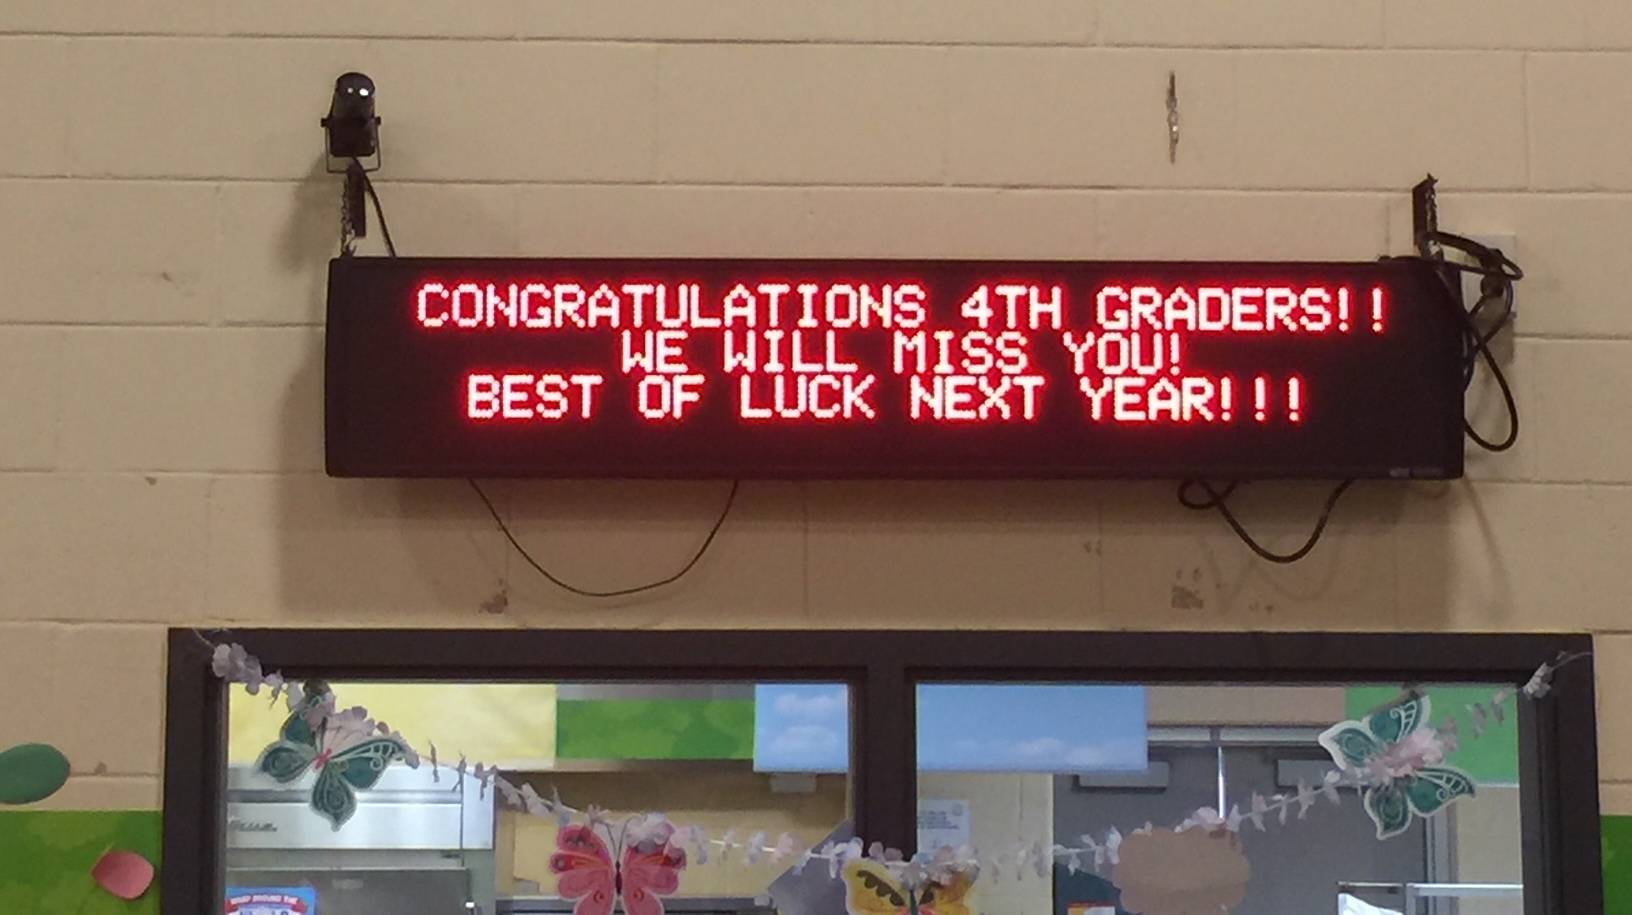 CONGRATULATIONS 4TH GRADERS!!
WE WILL MISS YOU!
BEST OF LUCK NEXT YEAR!!!